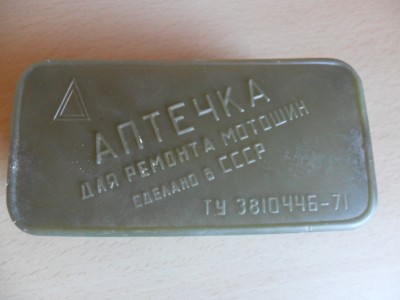 АПТЕЧКА
ДЛЯ РЕМОНТА МОТОШИН
СДЕЛАНО В СССР
ТУ 3810446-71